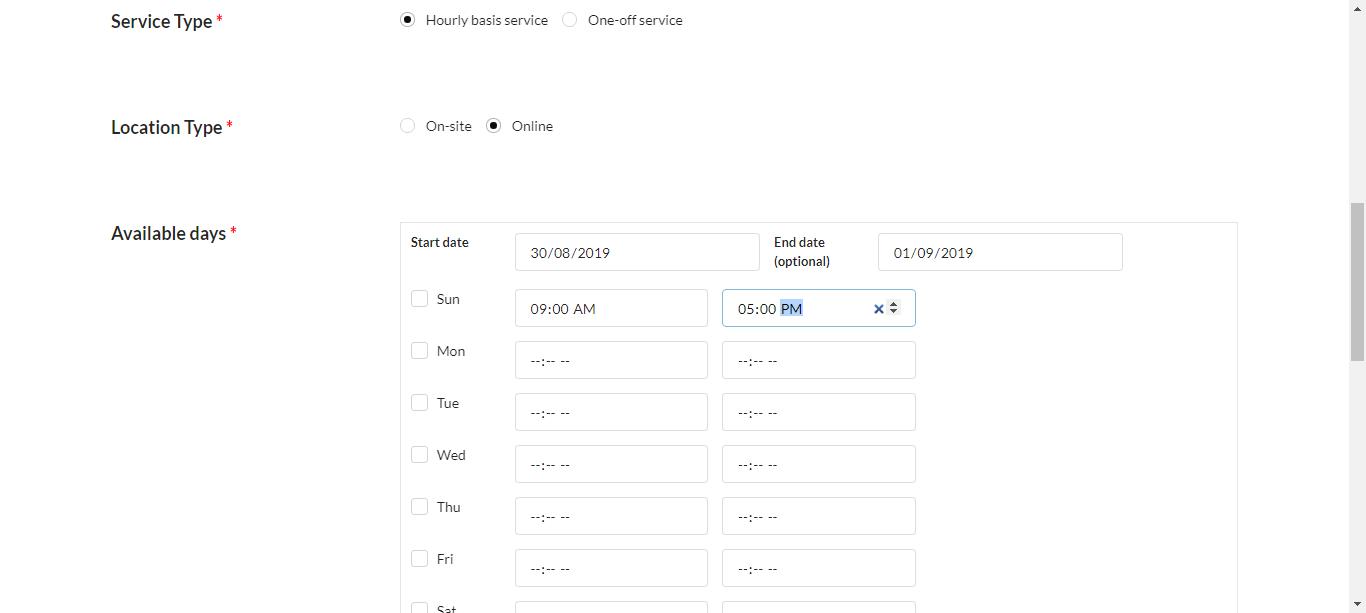 Service Type * Hourly basis service One-off service
Location Type * On-site Online
Available days *
Start date 30/08/2019 End date (optional) 01/09/2019
Sun 09:00 AM 05:00 PM
Mon --:-- -- --:-- --
Tue --:-- -- --:-- --
Wed --:-- -- --:-- --
Thu --:-- -- --:-- --
Fri --:-- -- --:-- --
Sat